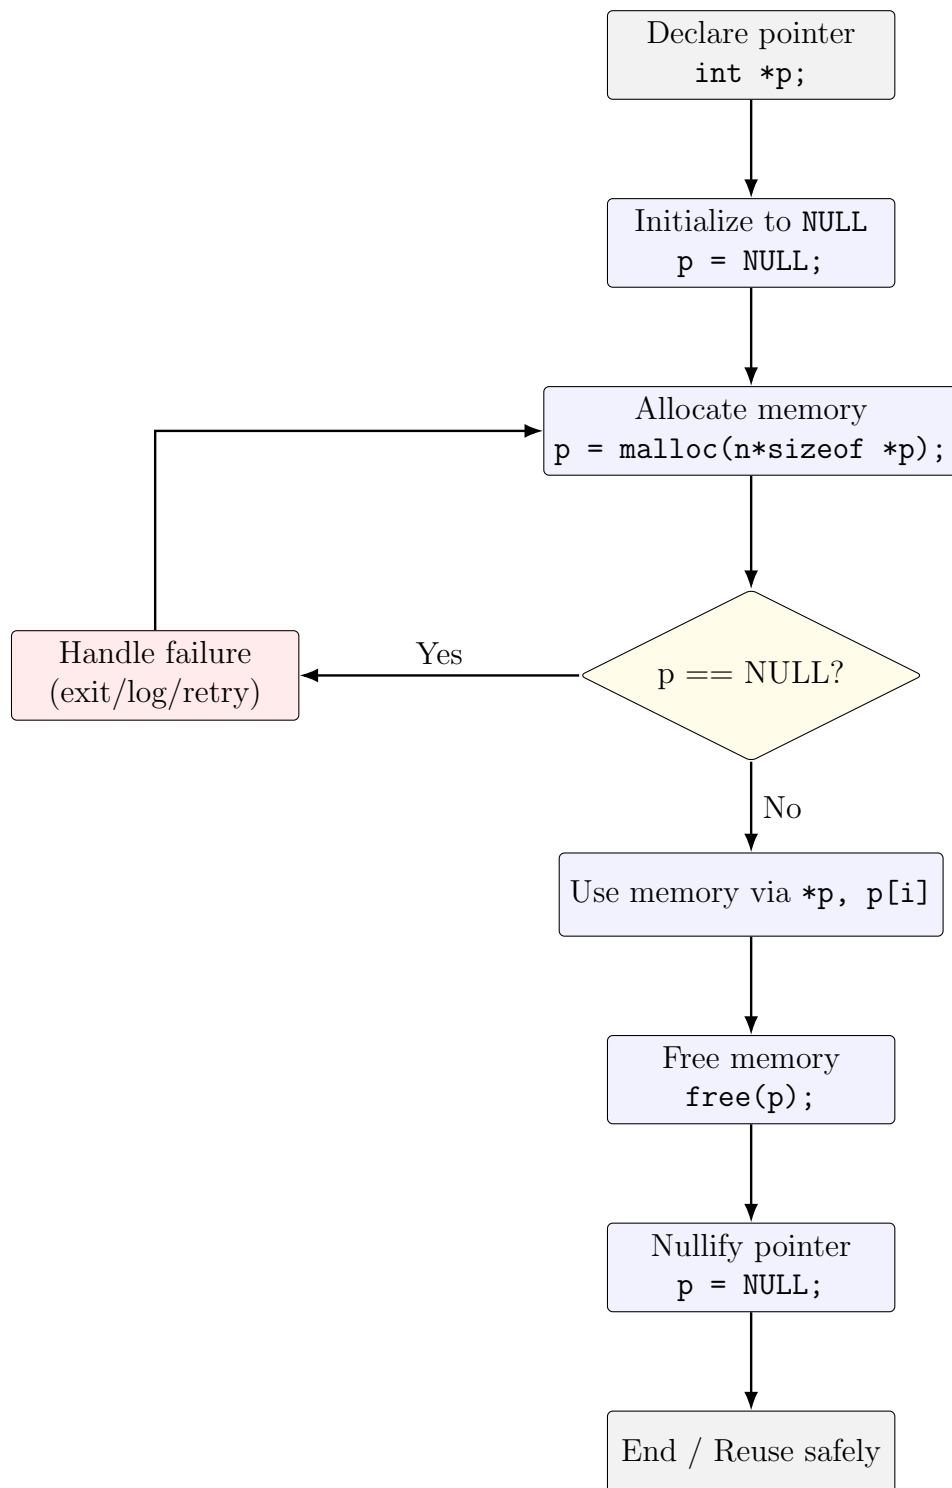 Declare pointer
int *p;
Initialize to NULL
p = NULL;
Allocate memory
p = malloc(n*sizeof *p);
Handle failure
(exit/log/retry)
Yes
p == NULL?
No
Use memory via *p, p[i]
Free memory
free(p);
Nullify pointer
p = NULL;
End / Reuse safely